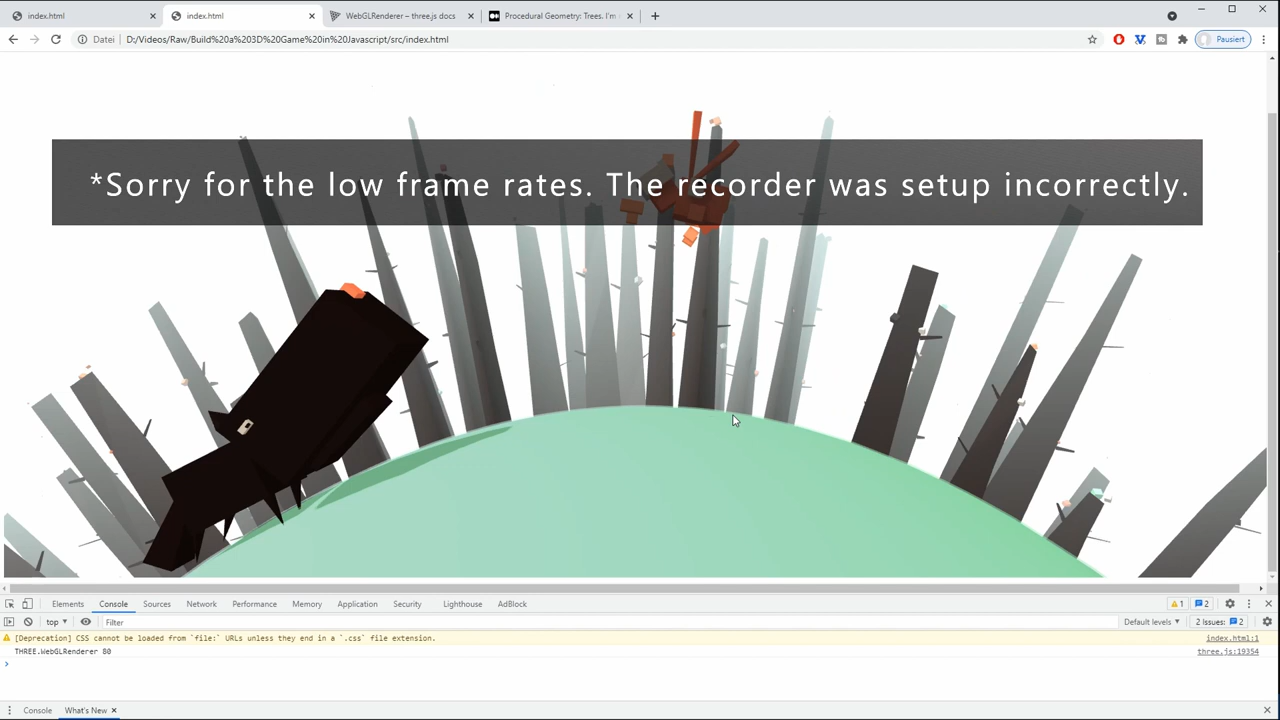 index.html
index.html
WebGLRenderer – three.js docs
Procedural Geometry: Trees. I'm
Datei
D:/Videos/Raw/Build%20a%203D%20Game%20in%20Javascript/src/index.html
Pausiert
*Sorry for the low frame rates. The recorder was setup incorrectly.
Elements Console Sources Network Performance Memory Application Security Lighthouse AdBlock
1 2
top
Filter
Default levels
2 Issues: 2
[Deprecation] CSS cannot be loaded from `file:` URLs unless they end in a `.css` file extension.
index.html:1
THREE.WebGLRenderer 80
three.js:19354
Console What's New